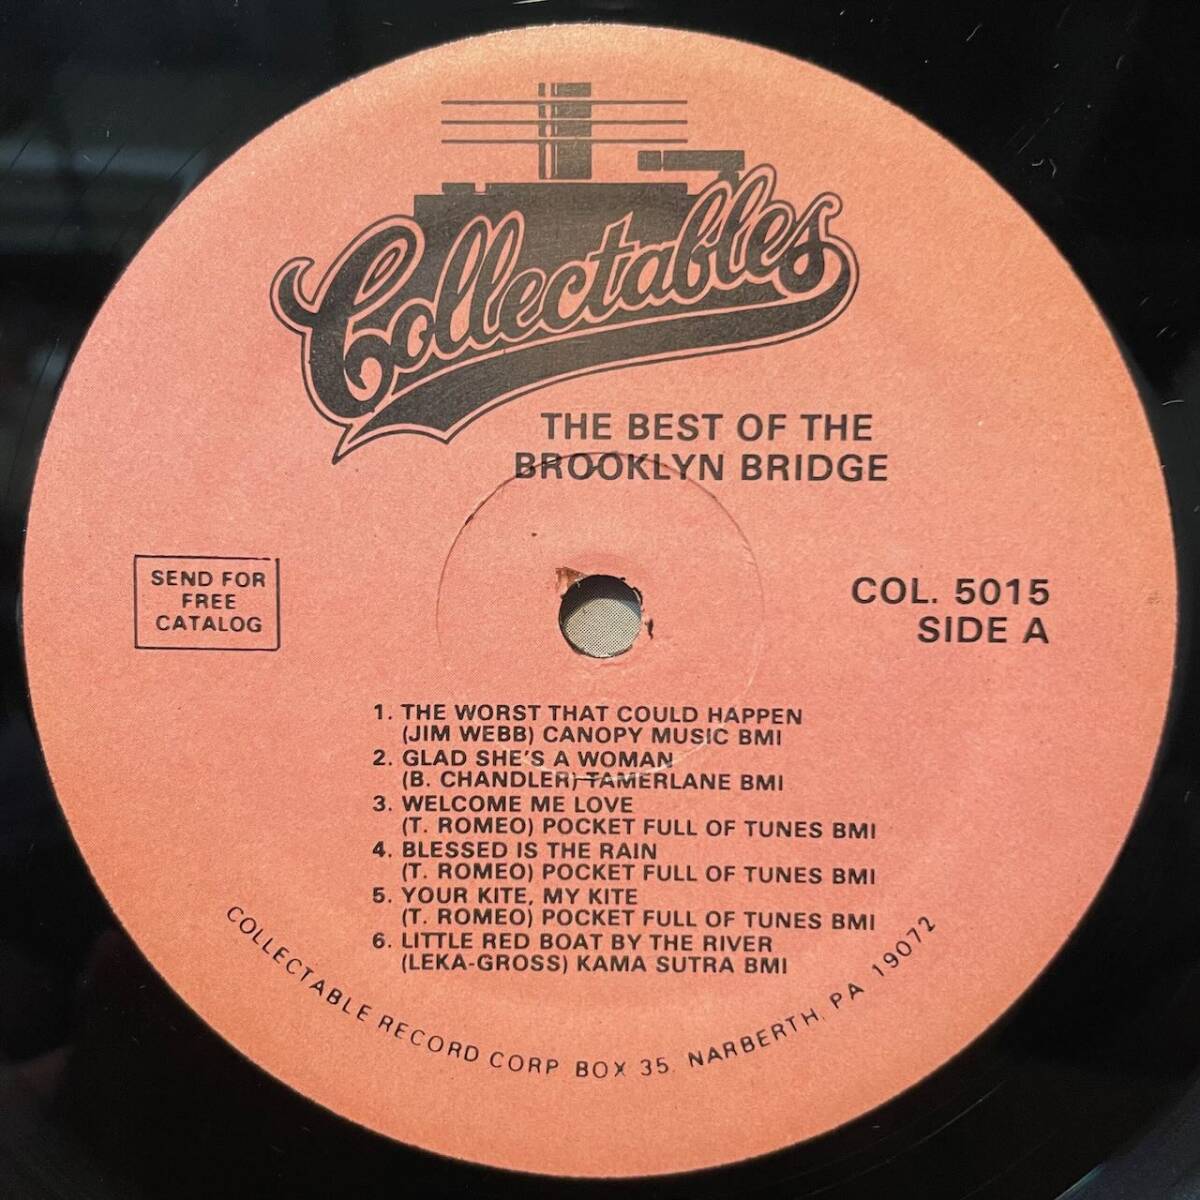 Collectables
THE BEST OF THE
BROOKLYN BRIDGE
SEND FOR
FREE
CATALOG
COL. 5015
SIDE A
1. THE WORST THAT COULD HAPPEN
(JIM WEBB) CANOPY MUSIC BMI
2. GLAD SHE'S A WOMAN
(B. CHANDLER) TAMERLANE BMI
3. WELCOME ME LOVE
(T. ROMEO) POCKET FULL OF TUNES BMI
4. BLESSED IS THE RAIN
(T. ROMEO) POCKET FULL OF TUNES BMI
5. YOUR KITE, MY KITE
(T. ROMEO) POCKET FULL OF TUNES BMI
6. LITTLE RED BOAT BY THE RIVER
(LEKA-GROSS) KAMA SUTRA BMI
COLLECTABLE RECORD CORP BOX 35, NARBERTH, PA 19072